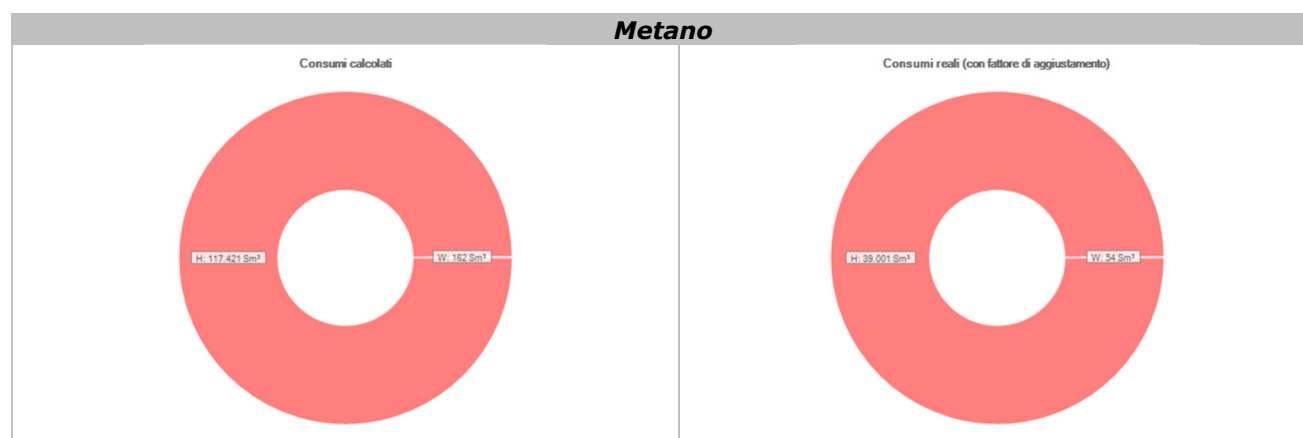 Metano
Consumi calcolati
Consumi reali (con fattore di aggiustamento)
H: 117.421 Sm³
W: 162 Sm³
H: 39.001 Sm³
W: 54 Sm³